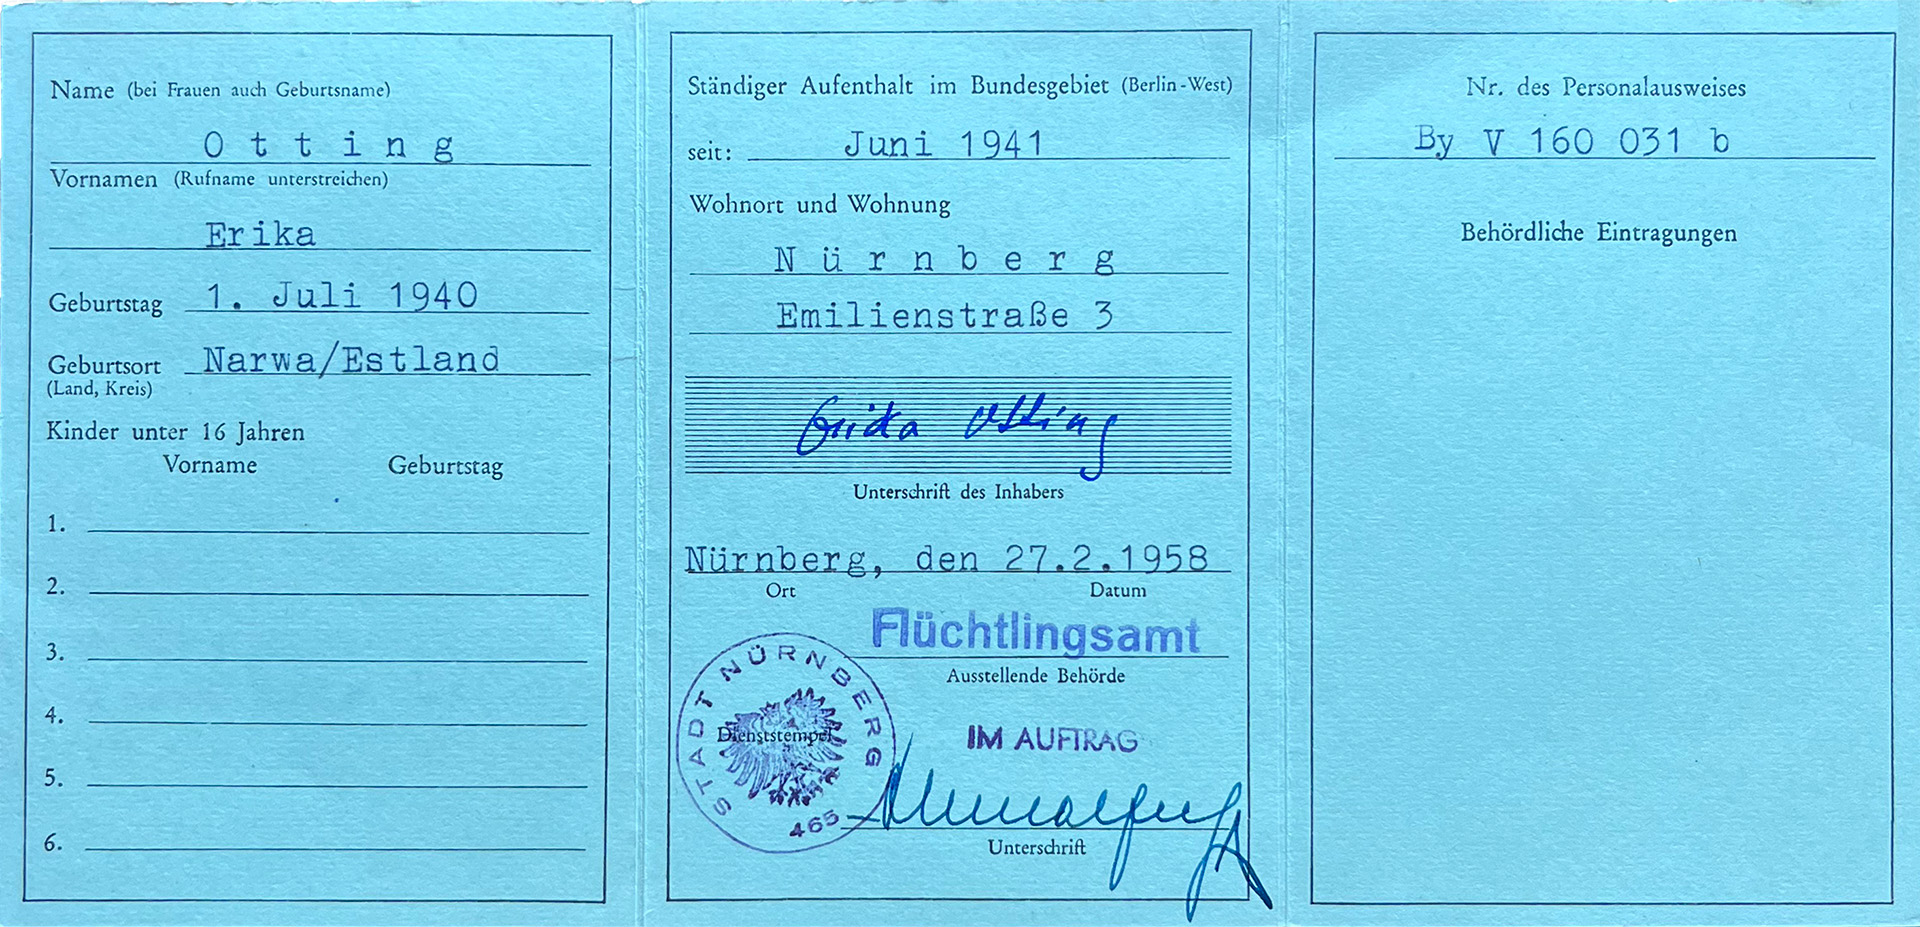 Name (bei Frauen auch Geburtsname)
Otting
Vornamen (Rufname unterstreichen)
Erika
Geburtstag 1. Juli 1940
Geburtsort Narwa/Estland
(Land, Kreis)
Kinder unter 16 Jahren
Vorname Geburtstag
1.
2.
3.
4.
5.
6.
Ständiger Aufenthalt im Bundesgebiet (Berlin-West)
seit: Juni 1941
Wohnort und Wohnung
Nürnberg
Emilienstraße 3
Erika Otting
Unterschrift des Inhabers
Nürnberg, den 27.2.1958
Ort Datum
Flüchtlingsamt
Ausstellende Behörde
STADT NÜRNBERG
Dienststempel
465
IM AUFTRAG
Unterschrift
Nr. des Personalausweises
By V 160 031 b
Behördliche Eintragungen